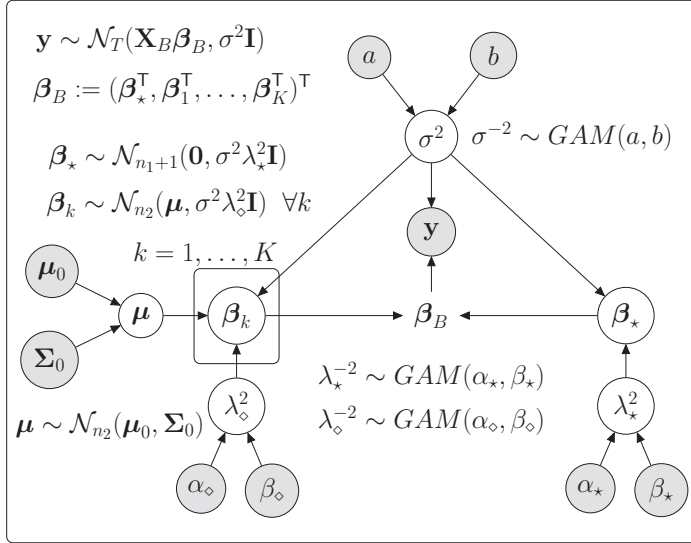 y ∼ 𝒩_T(X_Bβ_B, σ²I)
β_B := (β_⋆^T, β_1^T, . . . , β_K^T)^T
a
b
σ²
σ⁻² ∼ GAM(a, b)
β_⋆ ∼ 𝒩_{n_1+1}(0, σ²λ_⋆²I)
β_k ∼ 𝒩_{n_2}(μ, σ²λ_⋄²I) ∀k
y
k = 1, . . . , K
μ_0
μ
β_k
β_B
β_⋆
Σ_0
λ_⋆⁻² ∼ GAM(α_⋆, β_⋆)
λ_⋄²
λ_⋆²
μ ∼ 𝒩_{n_2}(μ_0, Σ_0)
λ_⋄⁻² ∼ GAM(α_⋄, β_⋄)
α_⋄
β_⋄
α_⋆
β_⋆